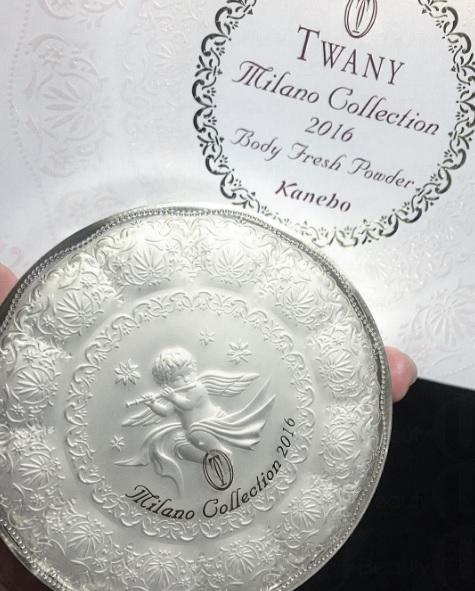 TWANY
Milano Collection
2016
Body Fresh Powder
Kanebo
Milano Collection 2016